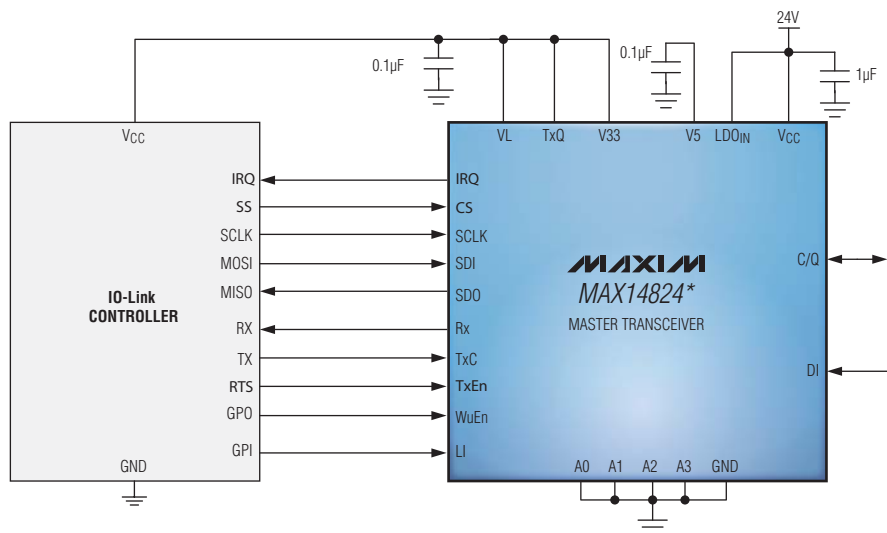 24V
0.1µF
0.1µF
1µF
VCC
VL
TxQ
V33
V5
LDOIN
VCC
IRQ
IRQ
SS
CS
SCLK
SCLK
MOSI
SDI
MISO
SDO
RX
Rx
TX
TxC
RTS
TxEn
GPO
WuEn
GPI
LI
IO-Link
CONTROLLER
MAXIM
MAX14824*
MASTER TRANSCEIVER
C/Q
DI
GND
A0
A1
A2
A3
GND